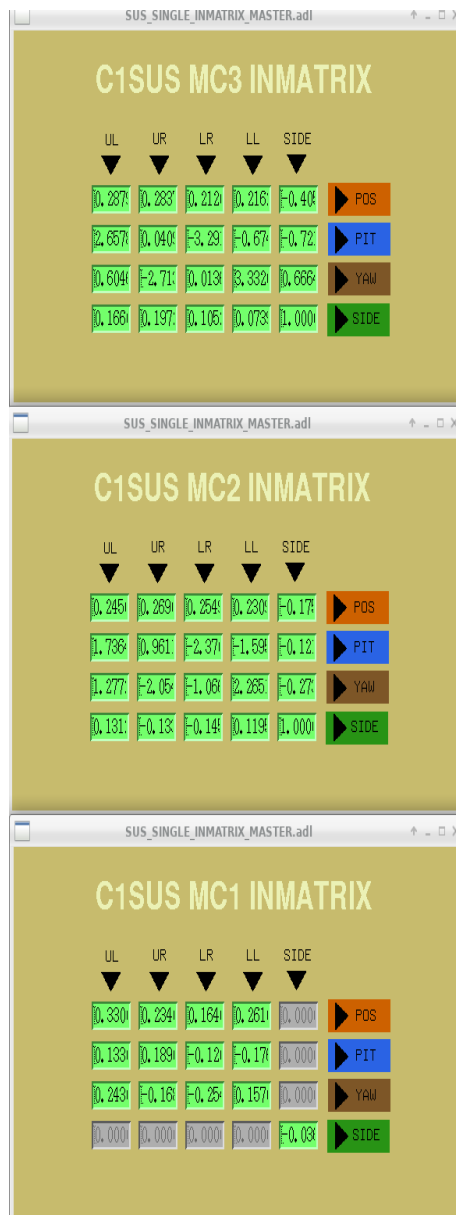 SUS_SINGLE_INMATRIX_MASTER.adl
C1SUS MC3 INMATRIX
UL UR LR LL SIDE
0.287 0.283 0.212 0.216 -0.40 POS
2.657 0.040 -3.29 -0.67 -0.72 PIT
0.604 -2.71 0.013 3.332 0.666 YAW
0.166 0.197 0.105 0.073 1.000 SIDE
SUS_SINGLE_INMATRIX_MASTER.adl
C1SUS MC2 INMATRIX
UL UR LR LL SIDE
0.245 0.269 0.254 0.230 -0.17 POS
1.736 0.961 -2.37 -1.59 -0.12 PIT
1.277 -2.05 -1.06 2.265 -0.27 YAW
0.131 -0.13 -0.14 0.119 1.000 SIDE
SUS_SINGLE_INMATRIX_MASTER.adl
C1SUS MC1 INMATRIX
UL UR LR LL SIDE
0.330 0.234 0.164 0.261 0.000 POS
0.133 0.189 -0.12 -0.17 0.000 PIT
0.243 -0.16 -0.25 0.157 0.000 YAW
0.000 0.000 0.000 0.000 -0.03 SIDE